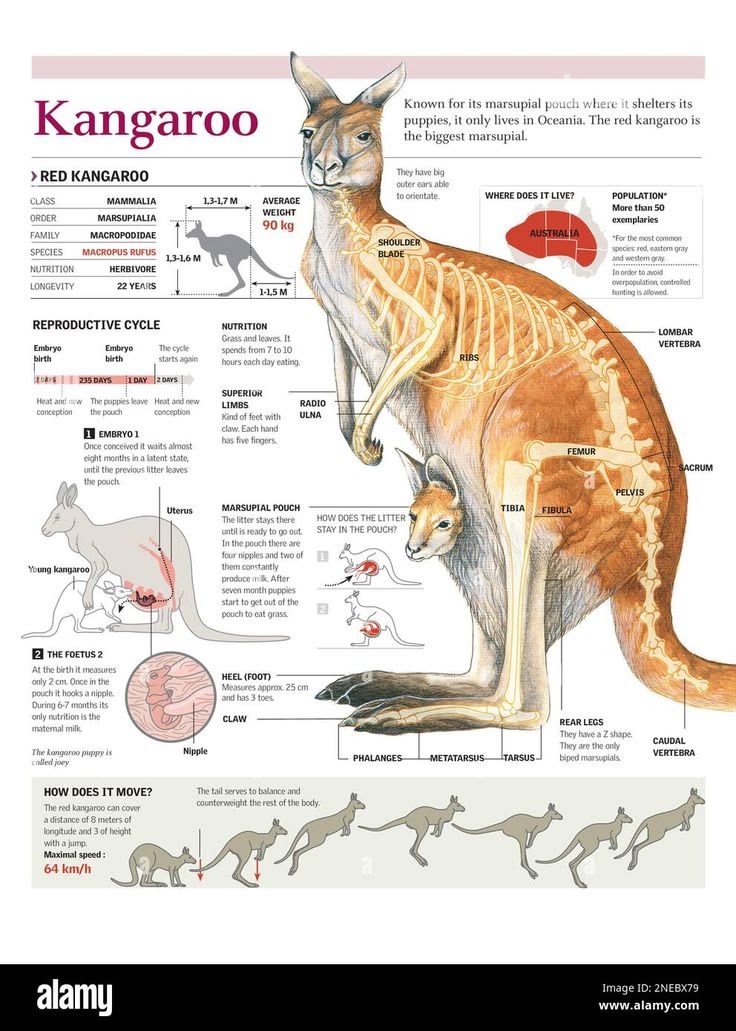 Kangaroo
Known for its marsupial pouch where it shelters its
puppies, it only lives in Oceania. The red kangaroo is
the biggest marsupial.
RED KANGAROO
CLASS MAMMALIA
ORDER MARSUPIALIA
FAMILY MACROPODIDAE
SPECIES MACROPUS RUFUS
NUTRITION HERBIVORE
LONGEVITY 22 YEARS
1,3-1,7 M
1,3-1,6 M
1-1,5 M
AVERAGE
WEIGHT
90 kg
They have big
outer ears able
to orientate.
WHERE DOES IT LIVE?
AUSTRALIA
POPULATION*
More than 50
exemplaries
*For the most common
species: red, eastern gray
and western gray.
In order to avoid
overpopulation, controlled
hunting is allowed.
SHOULDER
BLADE
RIBS
LOMBAR
VERTEBRA
REPRODUCTIVE CYCLE
Embryo
birth
Embryo
birth
The cycle
starts again
2 DAYS
235 DAYS
1 DAY
2 DAYS
Heat and new
conception
The puppies leave
the pouch
Heat and new
conception
1 EMBRYO 1
Once conceived it waits almost
eight months in a latent state,
until the previous litter leaves
the pouch.
Uterus
Young kangaroo
NUTRITION
Grass and leaves. It
spends from 7 to 10
hours each day eating.
SUPERIOR
LIMBS
Kind of feet with
claw. Each hand
has five fingers.
RADIO
ULNA
FEMUR
SACRUM
PELVIS
TIBIA
FIBULA
MARSUPIAL POUCH
The litter stays there
until is ready to go out.
In the pouch there are
four nipples and two of
them constantly
produce milk. After
seven month puppies
start to get out of the
pouch to eat grass.
HOW DOES THE LITTER
STAY IN THE POUCH?
1
2
2 THE FOETUS 2
At the birth it measures
only 2 cm. Once in the
pouch it hooks a nipple.
During 6-7 months its
only nutrition is the
maternal milk.
The kangaroo puppy is
called joey
Nipple
HEEL (FOOT)
Measures approx. 25 cm
and has 3 toes.
CLAW
PHALANGES
METATARSUS
TARSUS
REAR LEGS
They have a Z shape.
They are the only
biped marsupials.
CAUDAL
VERTEBRA
HOW DOES IT MOVE?
The red kangaroo can cover
a distance of 8 meters of
longitude and 3 of height
with a jump.
Maximal speed :
64 km/h
The tail serves to balance and
counterweight the rest of the body.
a
a
a
a
alamy
Image ID: 2NEBX79
www.alamy.com